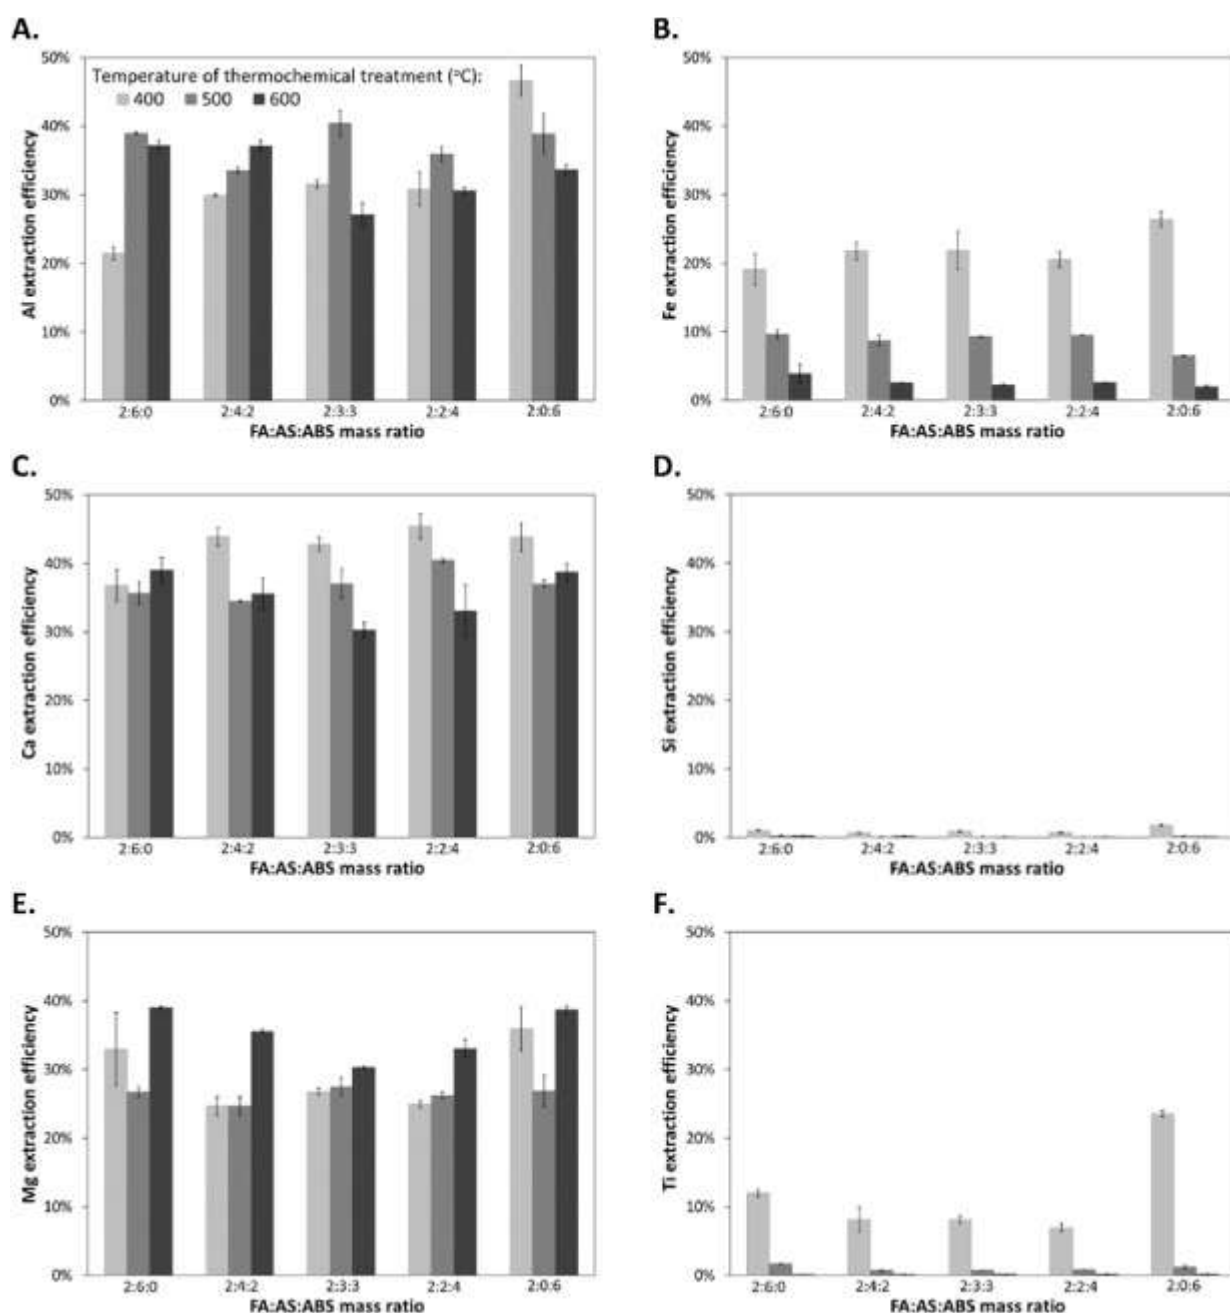 A.
50%
40%
30%
20%
10%
0%
Al extraction efficiency
Temperature of thermochemical treatment (°C):
400 500 600
2:6:0 2:4:2 2:3:3 2:2:4 2:0:6
FA:AS:ABS mass ratio
B.
50%
40%
30%
20%
10%
0%
Fe extraction efficiency
2:6:0 2:4:2 2:3:3 2:2:4 2:0:6
FA:AS:ABS mass ratio
C.
50%
40%
30%
20%
10%
0%
Ca extraction efficiency
2:6:0 2:4:2 2:3:3 2:2:4 2:0:6
FA:AS:ABS mass ratio
D.
50%
40%
30%
20%
10%
0%
Si extraction efficiency
2:6:0 2:4:2 2:3:3 2:2:4 2:0:6
FA:AS:ABS mass ratio
E.
50%
40%
30%
20%
10%
0%
Mg extraction efficiency
2:6:0 2:4:2 2:3:3 2:2:4 2:0:6
FA:AS:ABS mass ratio
F.
50%
40%
30%
20%
10%
0%
Ti extraction efficiency
2:6:0 2:4:2 2:3:3 2:2:4 2:0:6
FA:AS:ABS mass ratio